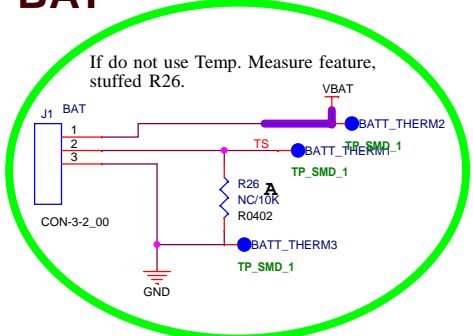 BAT
If do not use Temp. Measure feature,
stuffed R26.
VBAT
J1 BAT
1
BATT_THERM2
2
TS
BATT_THERM1
TP_SMD_1
3
TP_SMD_1
R26 A
NC/10K
R0402
CON-3-2_00
BATT_THERM3
TP_SMD_1
GND